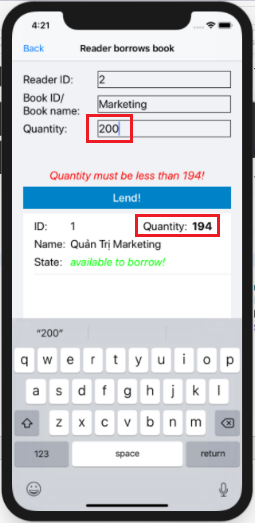 4:21
Back Reader borrows book
Reader ID: 2
Book ID/
Book name: Marketing
Quantity: 200
Quantity must be less than 194!
Lend!
ID: 1 Quantity: 194
Name: Quản Trị Marketing
State: available to borrow!
"200"
q w e r t y u i o p
a s d f g h j k l
z x c v b n m
123 space return